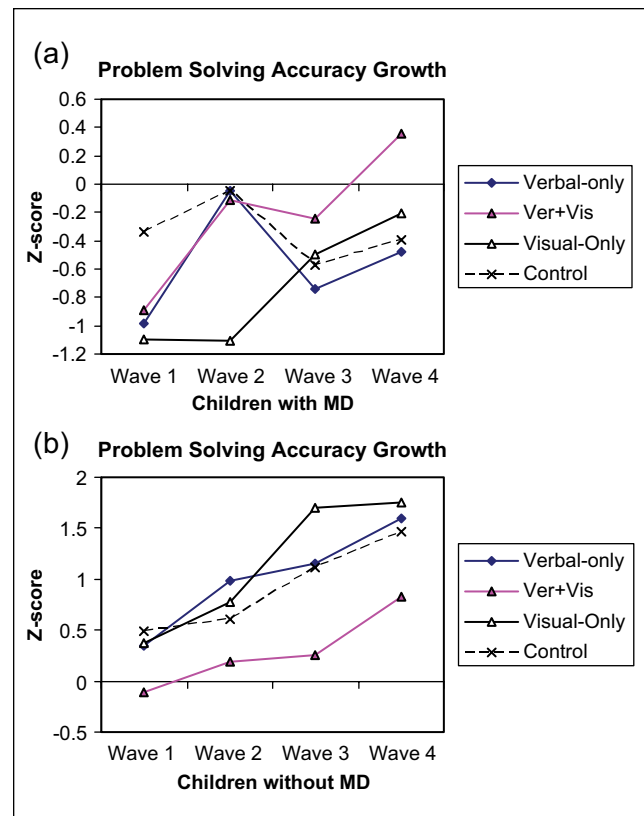 (a)
Problem Solving Accuracy Growth
0.6
0.4
0.2
0
-0.2
-0.4
-0.6
-0.8
-1
-1.2
Z-score
Wave 1 Wave 2 Wave 3 Wave 4
Children with MD
Verbal-only
Ver+Vis
Visual-Only
Control
(b)
Problem Solving Accuracy Growth
2
1.5
1
0.5
0
-0.5
Z-score
Wave 1 Wave 2 Wave 3 Wave 4
Children without MD
Verbal-only
Ver+Vis
Visual-Only
Control